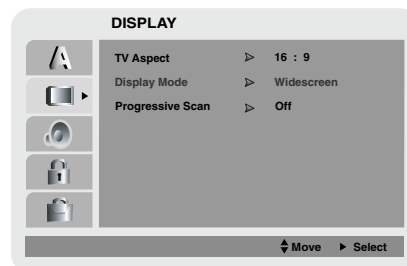 DISPLAY
A
TV Aspect 16 : 9
Display Mode Widescreen
Progressive Scan Off
Move Select